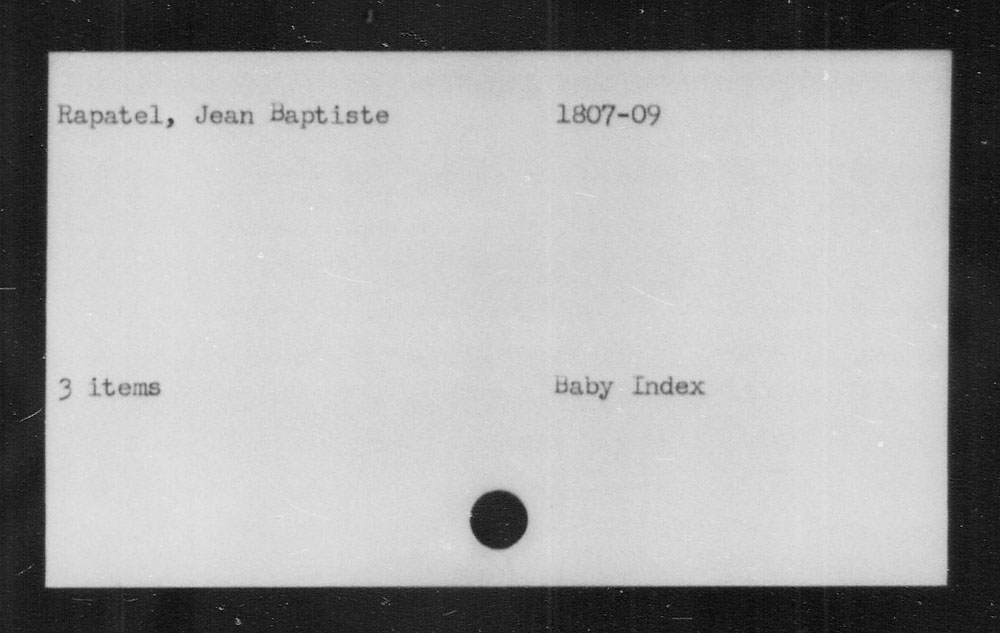 Rapatel, Jean Baptiste 1807-09
3 items Baby Index